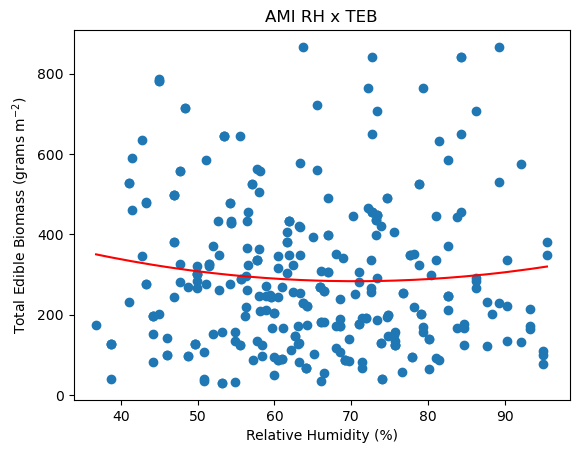 AMI RH x TEB
Total Edible Biomass (grams m⁻²)
800
600
400
200
0
40 50 60 70 80 90
Relative Humidity (%)